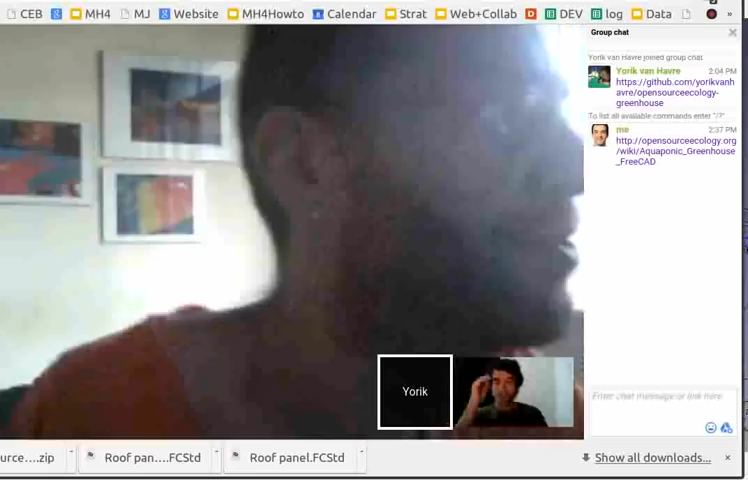 CEB MH4 MJ Website MH4Howto Calendar Strat Web+Collab DEV log Data »
Group chat
Yorik van Havre joined group chat
Yorik van Havre 2:04 PM
https://github.com/yorikvanh
avre/opensourceecology-
greenhouse
To list all available commands enter "/?"
me 2:37 PM
http://opensourceecology.org
/wiki/Aquaponic_Greenhouse
_FreeCAD
Yorik
Enter chat message or link here
urce....zip Roof pan....FCStd Roof panel.FCStd Show all downloads...